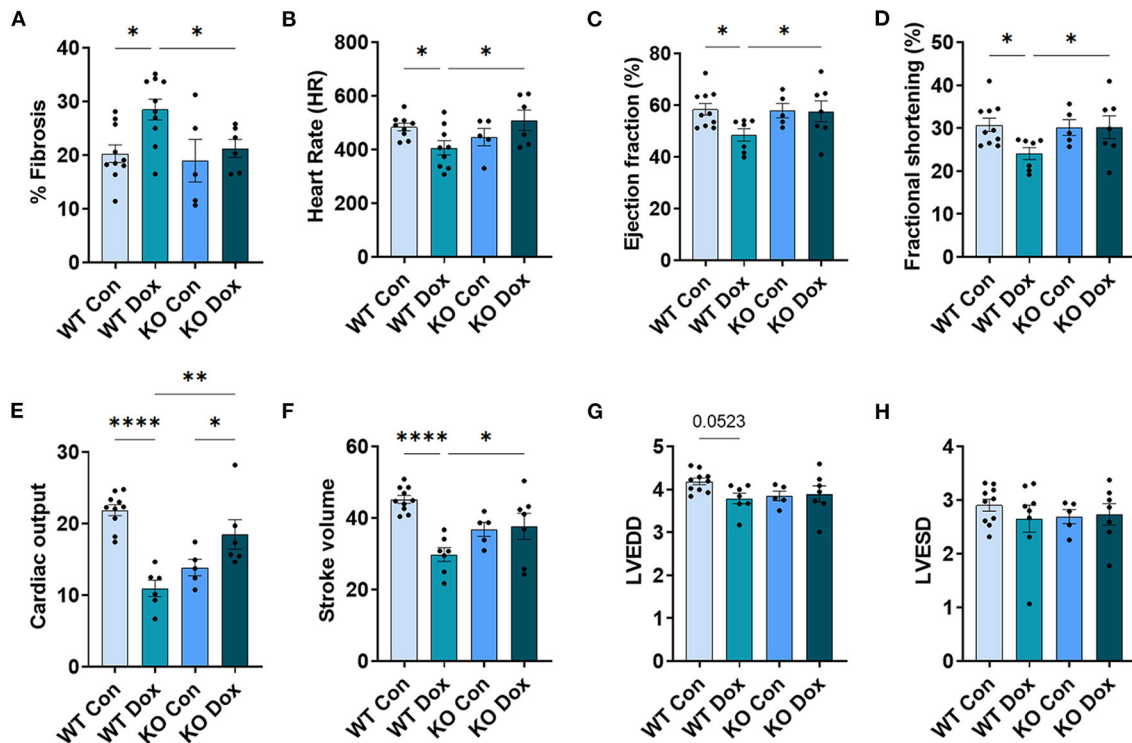 A
% Fibrosis
40
30
20
10
0
* *
WT Con
WT Dox
KO Con
KO Dox
B
Heart Rate (HR)
800
600
400
200
0
* *
WT Con
WT Dox
KO Con
KO Dox
C
Ejection fraction (%)
80
60
40
20
0
* *
WT Con
WT Dox
KO Con
KO Dox
D
Fractional shortening (%)
50
40
30
20
10
0
* *
WT Con
WT Dox
KO Con
KO Dox
E
Cardiac output
30
20
10
0
**
**** *
WT Con
WT Dox
KO Con
KO Dox
F
Stroke volume
60
40
20
0
**** *
WT Con
WT Dox
KO Con
KO Dox
G
LVEDD
5
4
3
2
1
0
0.0523
WT Con
WT Dox
KO Con
KO Dox
H
LVESD
4
3
2
1
0
WT Con
WT Dox
KO Con
KO Dox